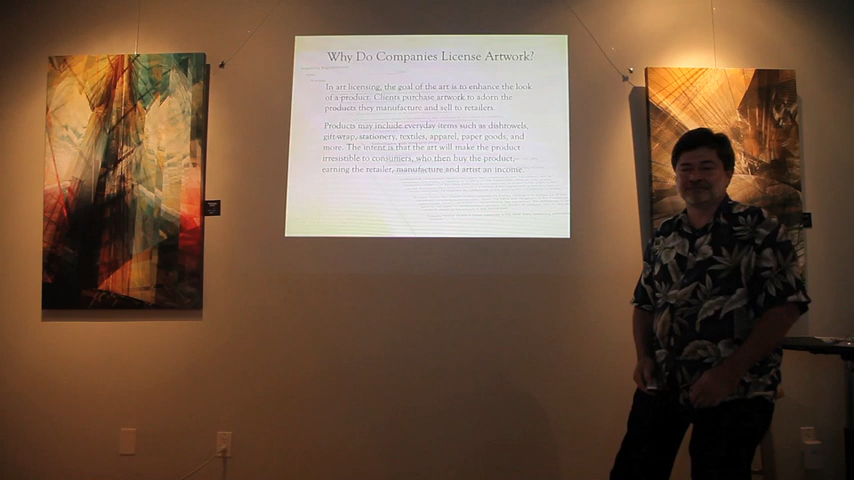 Why Do Companies License Artwork?
In art licensing, the goal of the art is to enhance the look
of a product. Clients purchase artwork to adorn the
products they manufacture and sell to retailers.
Products may include everyday items such as dishtowels,
gift wrap, stationery, textiles, apparel, paper goods, and
more. The intent is that the art will make the product
irresistible to consumers, who then buy the product,
earning the retailer, manufacture and artist an income.